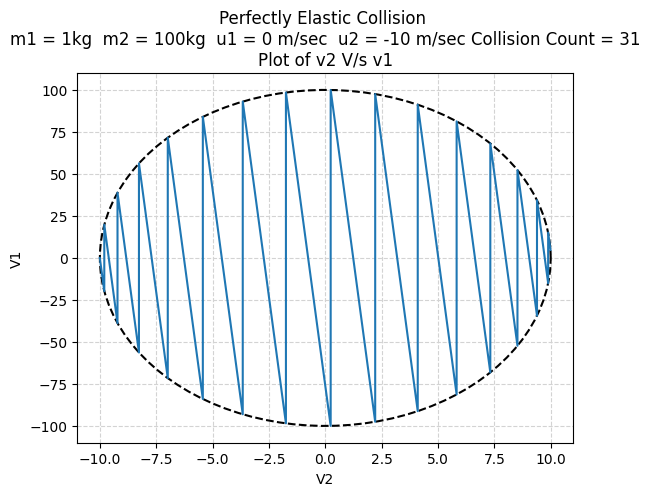 Perfectly Elastic Collision
m1 = 1kg  m2 = 100kg  u1 = 0 m/sec  u2 = -10 m/sec Collision Count = 31
Plot of v2 V/s v1
100
75
50
25
0
−25
−50
−75
−100
V1
−10.0 −7.5 −5.0 −2.5 0.0 2.5 5.0 7.5 10.0
V2